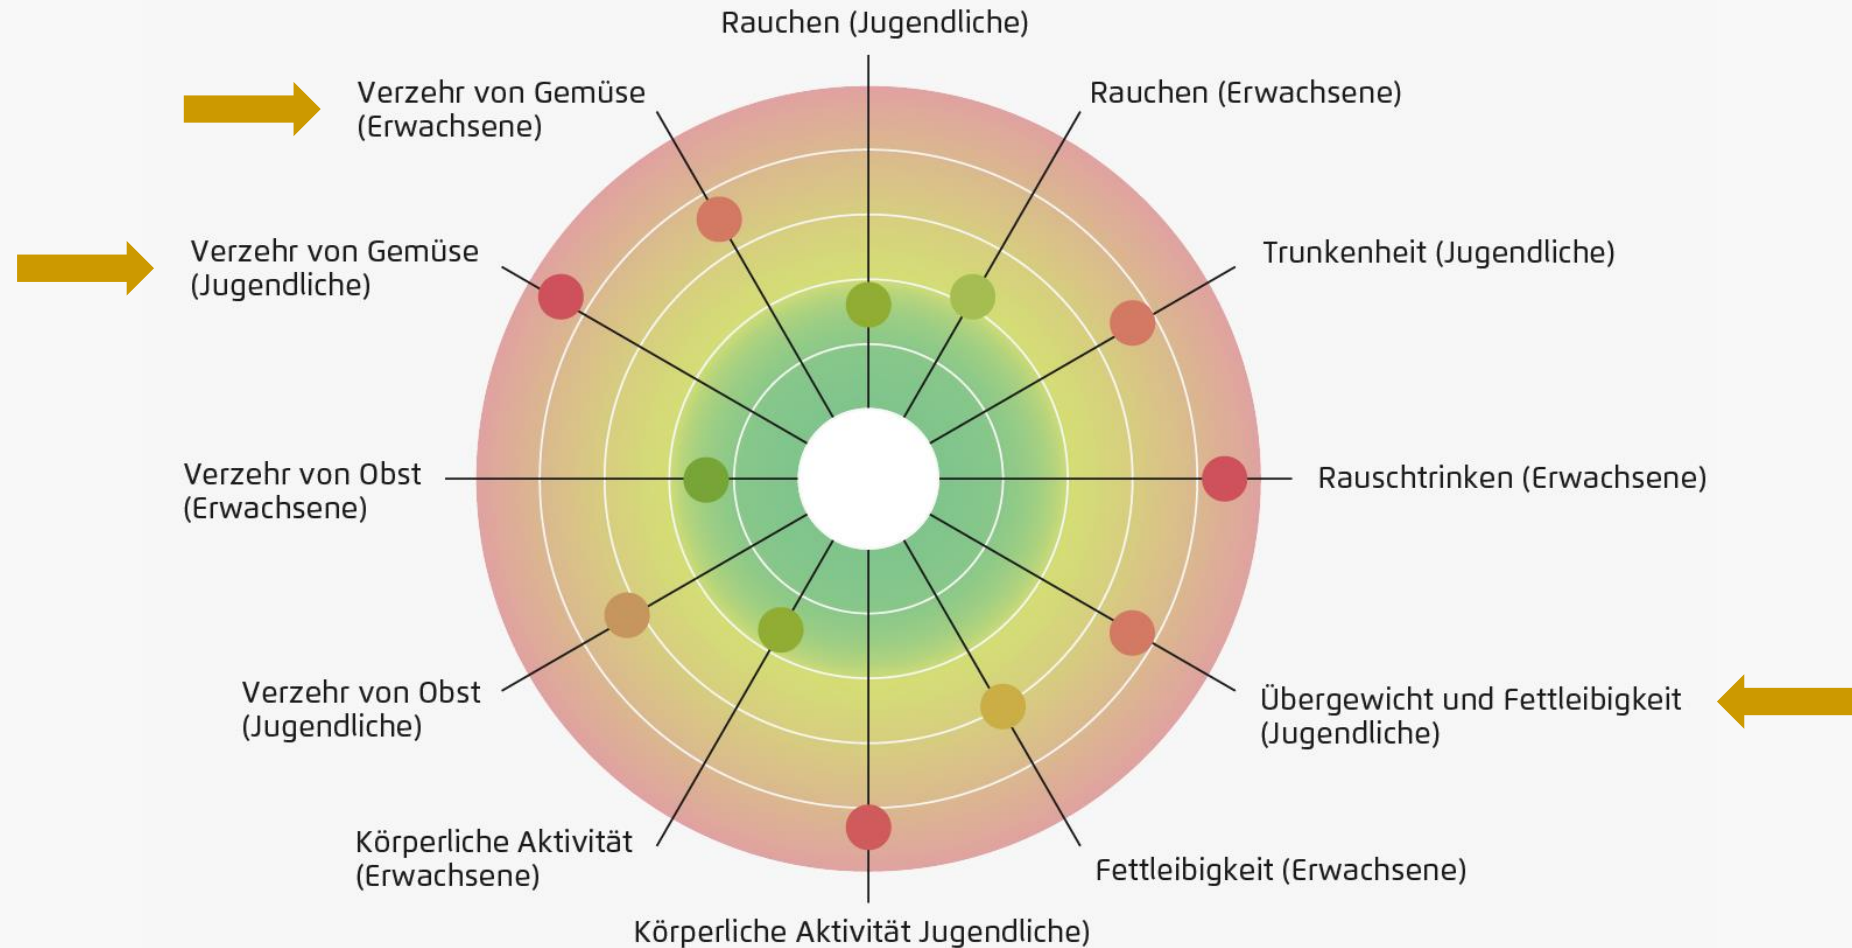 Rauchen (Jugendliche)
Verzehr von Gemüse
(Erwachsene)
Rauchen (Erwachsene)
Verzehr von Gemüse
(Jugendliche)
Trunkenheit (Jugendliche)
Verzehr von Obst
(Erwachsene)
Rauschtrinken (Erwachsene)
Verzehr von Obst
(Jugendliche)
Übergewicht und Fettleibigkeit
(Jugendliche)
Körperliche Aktivität
(Erwachsene)
Fettleibigkeit (Erwachsene)
Körperliche Aktivität Jugendliche)